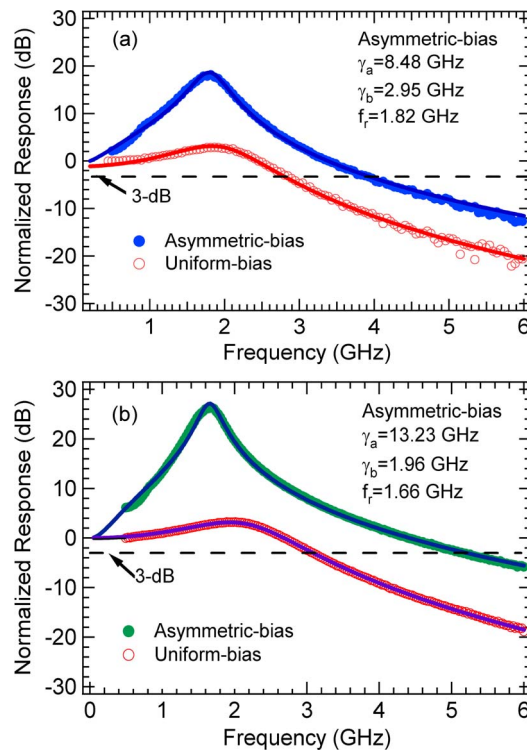 (a)
Asymmetric-bias
γa=8.48 GHz
γb=2.95 GHz
fr=1.82 GHz
Normalized Response (dB)
30
20
10
0
-10
-20
-30
3-dB
Asymmetric-bias
Uniform-bias
1 2 3 4 5 6
Frequency (GHz)
(b)
Asymmetric-bias
γa=13.23 GHz
γb=1.96 GHz
fr=1.66 GHz
Normalized Response (dB)
30
20
10
0
-10
-20
-30
3-dB
Asymmetric-bias
Uniform-bias
0 1 2 3 4 5 6
Frequency (GHz)